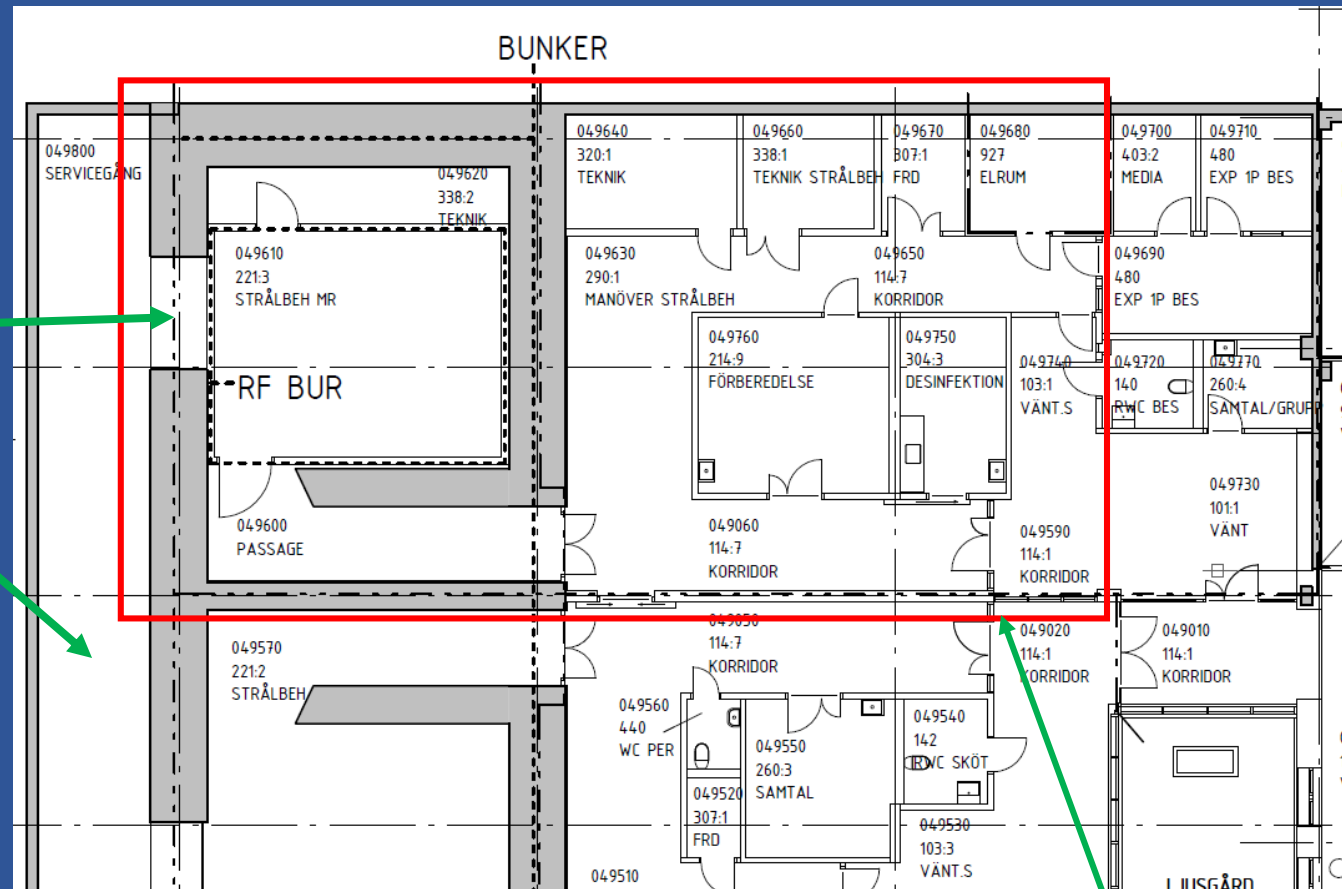 BUNKER
049800
SERVICEGÅNG
049620
338:2
TEKNIK
049640
320:1
TEKNIK
049660
338:1
TEKNIK STRÅLBEH
049670
307:1
FRD
049680
927
ELRUM
049700
403:2
MEDIA
049710
480
EXP 1P BES
049610
221:3
STRÅLBEH MR
RF BUR
049630
290:1
MANÖVER STRÅLBEH
049650
114:7
KORRIDOR
049690
480
EXP 1P BES
049760
214:9
FÖRBEREDELSE
049750
304:3
DESINFEKTION
049740
103:1
VÄNT.S
049720
140
RWC BES
049770
260:4
SAMTAL/GRUPP
049730
101:1
VÄNT
049600
PASSAGE
049060
114:7
KORRIDOR
049590
114:1
KORRIDOR
049570
221:2
STRÅLBEH
049050
114:7
KORRIDOR
049020
114:1
KORRIDOR
049010
114:1
KORRIDOR
049560
440
WC PER
049550
260:3
SAMTAL
049540
142
RWC SKÖT
049520
307:1
FRD
049530
103:3
VÄNT.S
049510
LJUSGÅRD